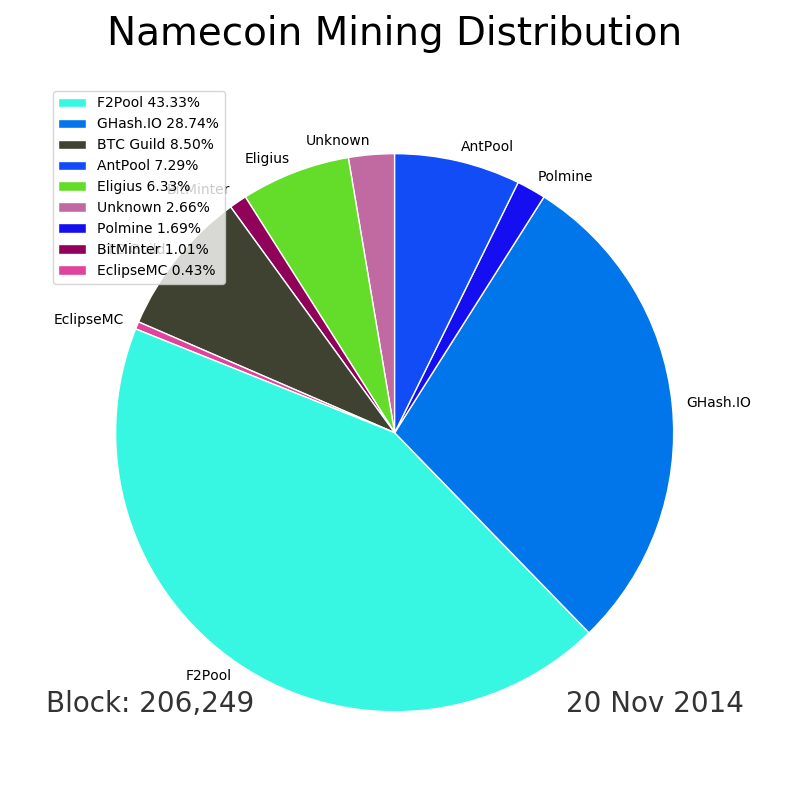 Namecoin Mining Distribution
F2Pool 43.33%
GHash.IO 28.74%
BTC Guild 8.50%
AntPool 7.29%
Eligius 6.33%
Unknown 2.66%
Polmine 1.69%
BitMinter 1.01%
EclipseMC 0.43%
Unknown
AntPool
Eligius
Polmine
BitMinter
EclipseMC
GHash.IO
F2Pool
Block: 206,249
20 Nov 2014